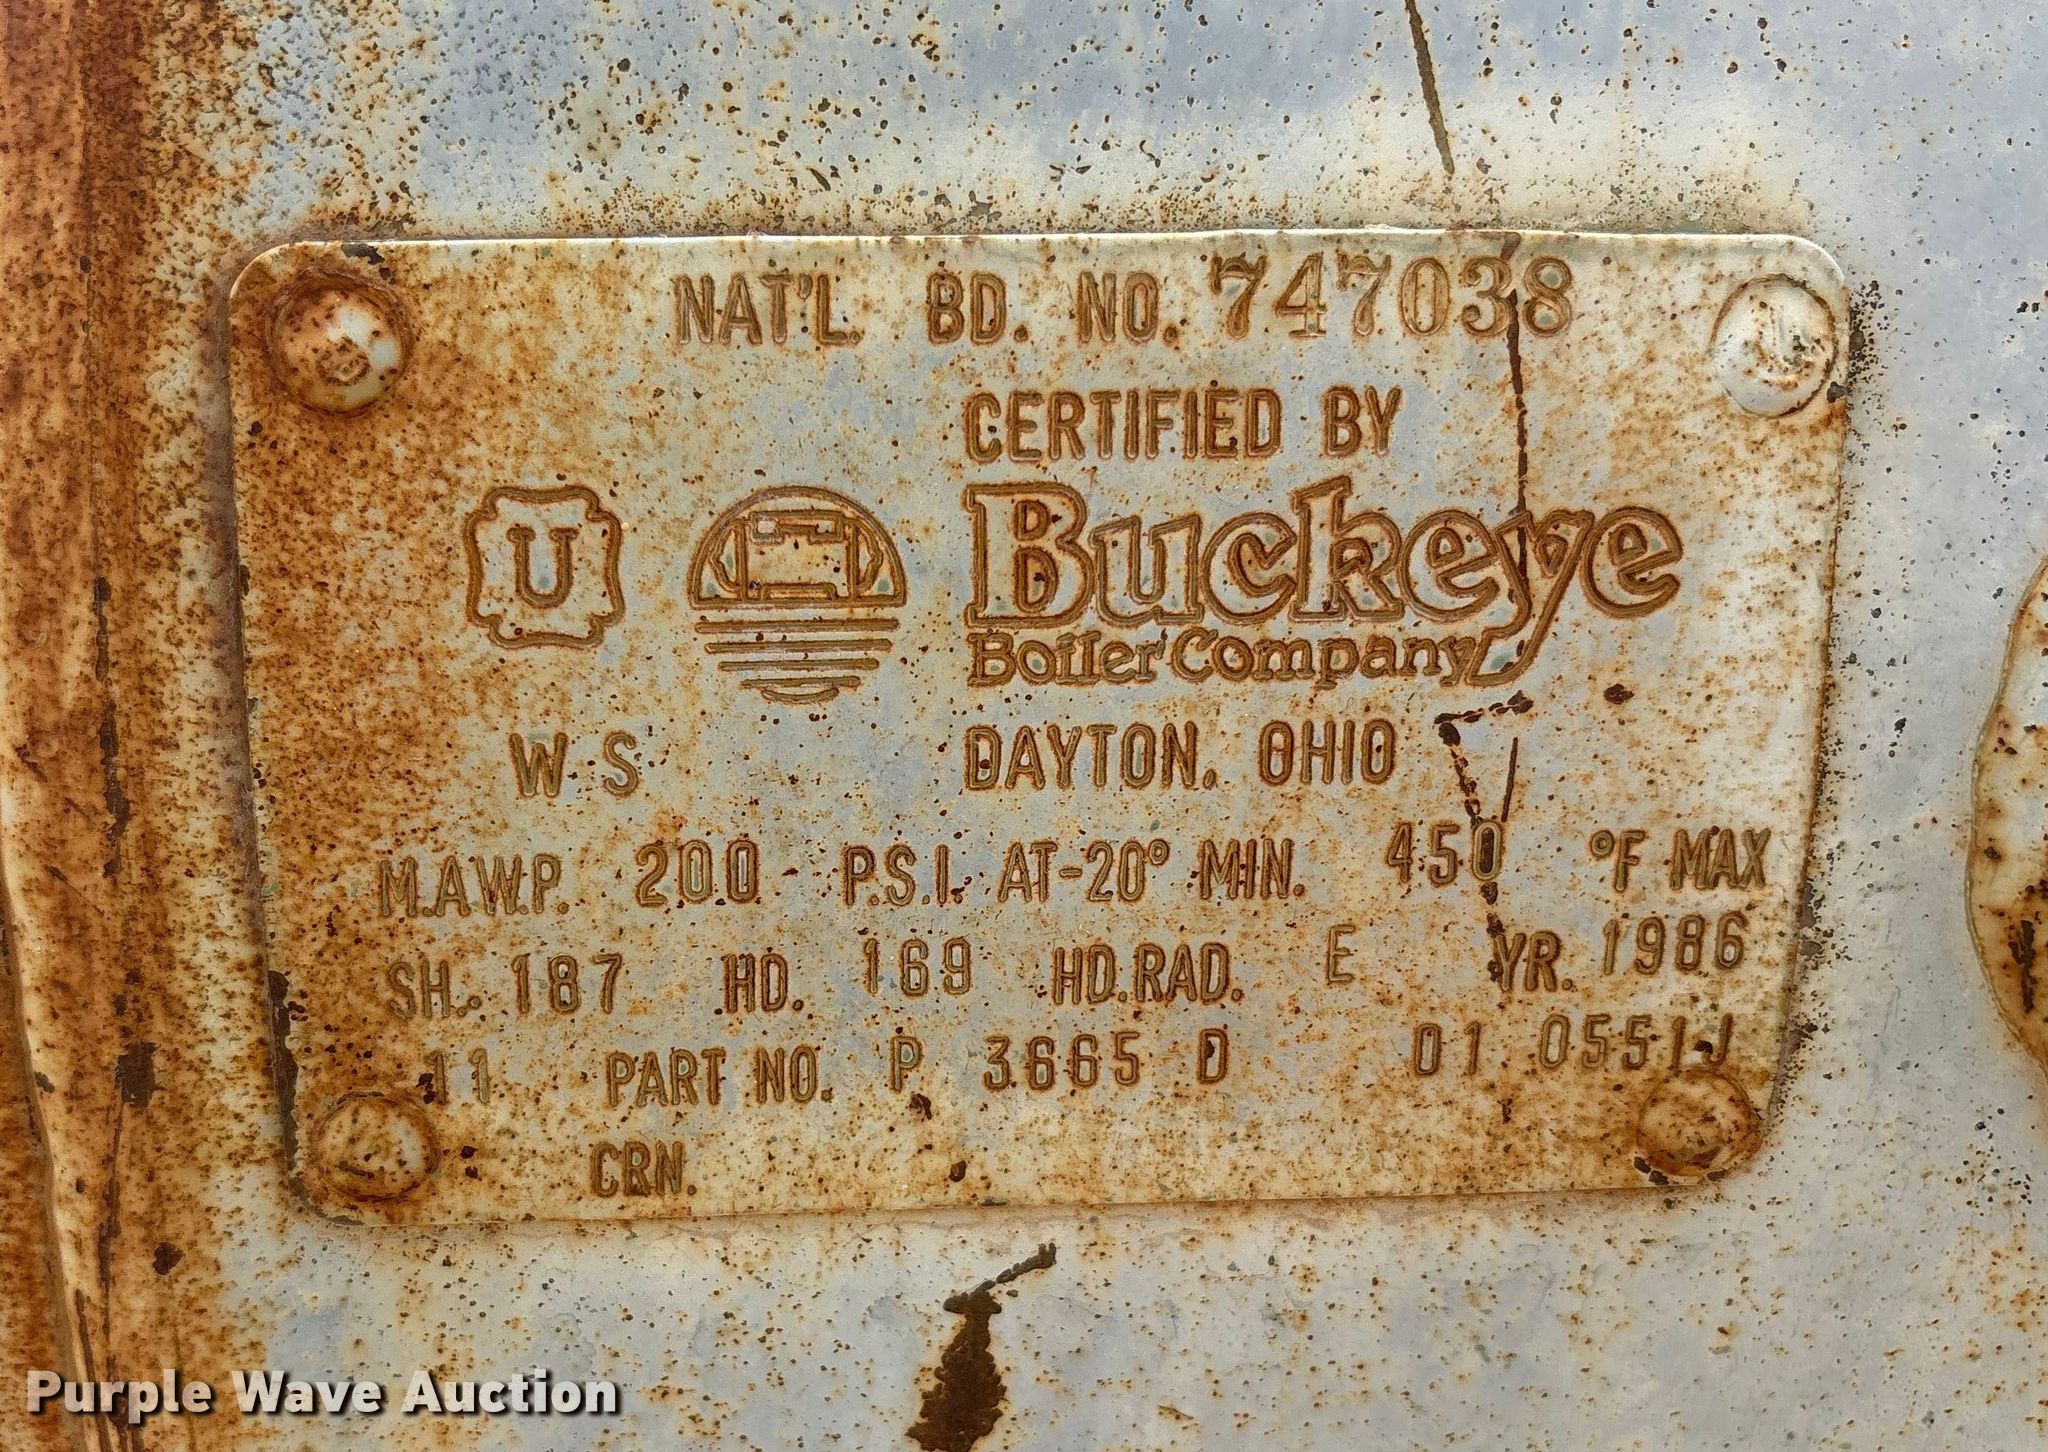 NAT'L. BD. NO. 747038
CERTIFIED BY
U
Buckeye
Boiler Company
W S
DAYTON, OHIO
M.A.W.P. 200 P.S.I. AT -20° MIN. 450 °F MAX
SH. 187 HD. 169 HD.RAD. E YR. 1986
11 PART NO. P 3665 D 01 0551J
CRN.
Purple Wave Auction